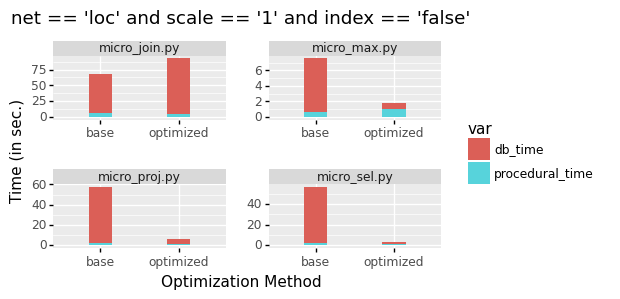 net == 'loc' and scale == '1' and index == 'false'
micro_join.py
micro_max.py
75
50
25
0
6
4
2
0
base
optimized
base
optimized
Time (in sec.)
micro_proj.py
micro_sel.py
60
40
20
0
40
20
0
base
optimized
base
optimized
Optimization Method
var
db_time
procedural_time